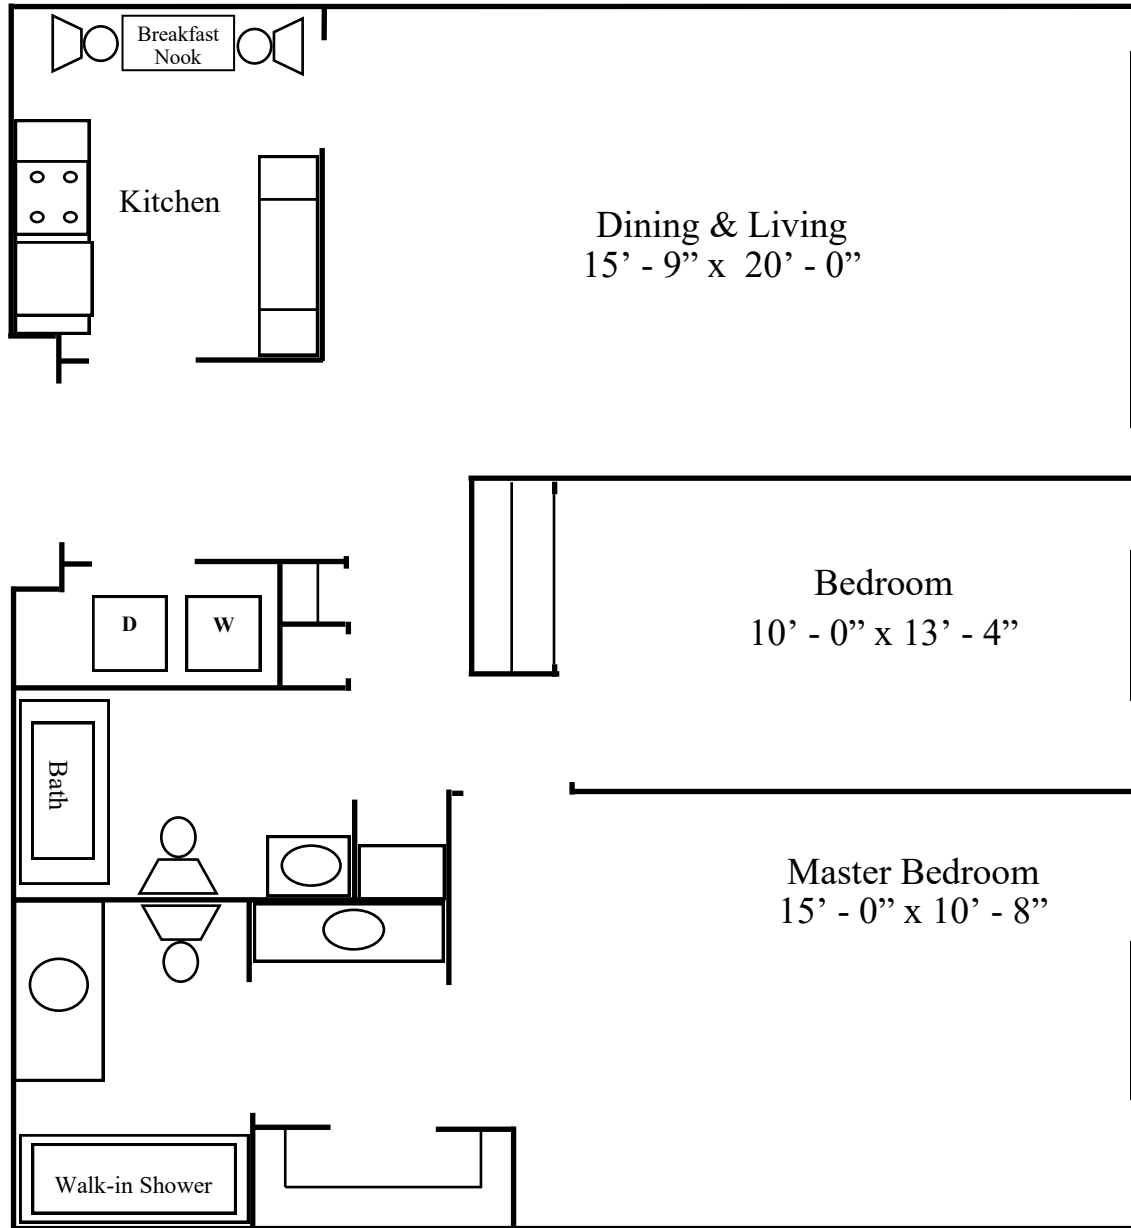 Breakfast
Nook
Kitchen
Dining & Living
15’ - 9” x  20’ - 0”
Bedroom
10’ - 0” x 13’ - 4”
D
W
Bath
Master Bedroom
15’ - 0” x 10’ - 8”
Walk-in Shower